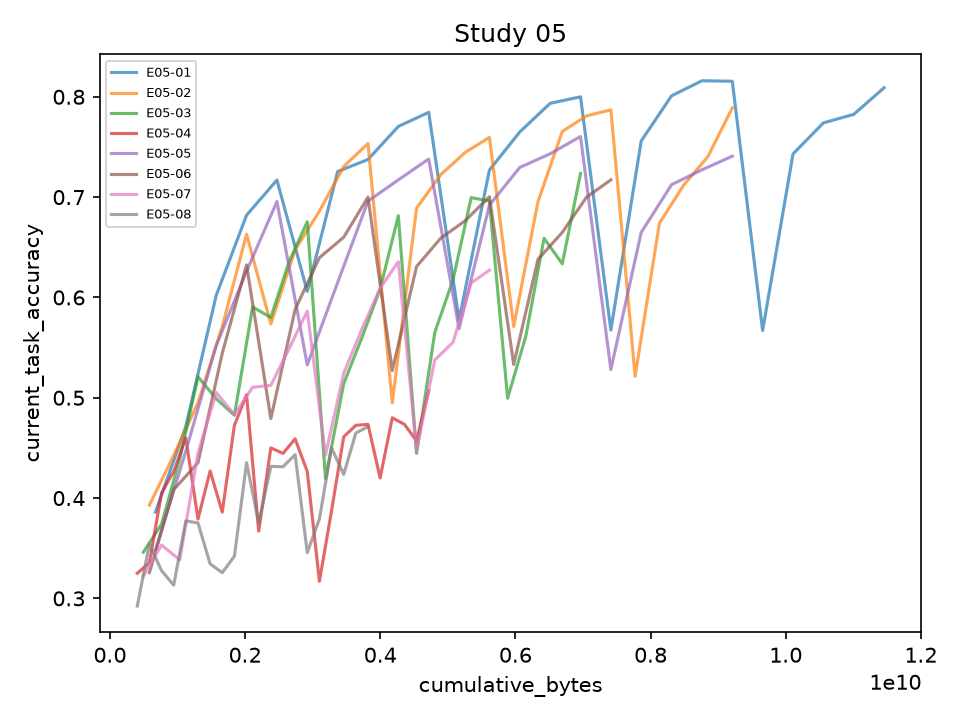 Study 05
E05-01
E05-02
E05-03
E05-04
E05-05
E05-06
E05-07
E05-08
current_task_accuracy
0.8
0.7
0.6
0.5
0.4
0.3
0.0 0.2 0.4 0.6 0.8 1.0 1.2
1e10
cumulative_bytes